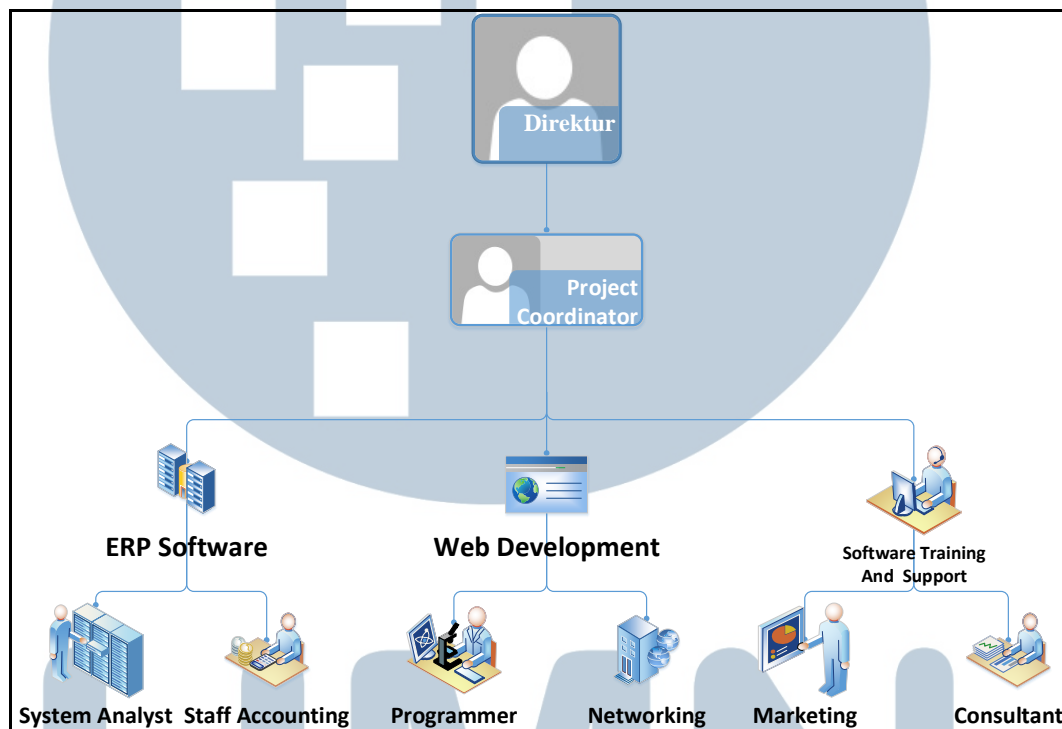 Direktur
Project
Coordinator
ERP Software
Web Development
Software Training
And Support
System Analyst
Staff Accounting
Programmer
Networking
Marketing
Consultant